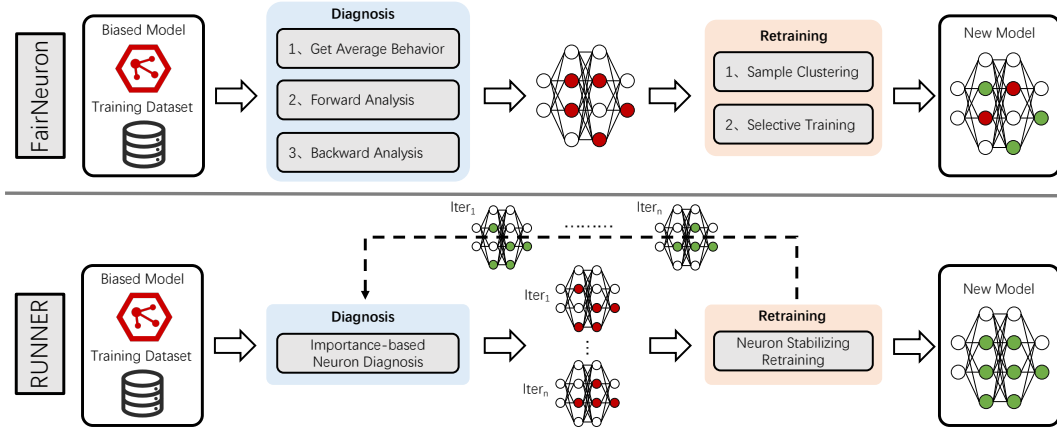 FairNeuron
Biased Model
Training Dataset
Diagnosis
1、Get Average Behavior
2、Forward Analysis
3、Backward Analysis
Retraining
1、Sample Clustering
2、Selective Training
New Model
RUNNER
Biased Model
Training Dataset
Iter1
.........
Itern
Diagnosis
Importance-based
Neuron Diagnosis
Iter1
...
Itern
Retraining
Neuron Stabilizing
Retraining
New Model